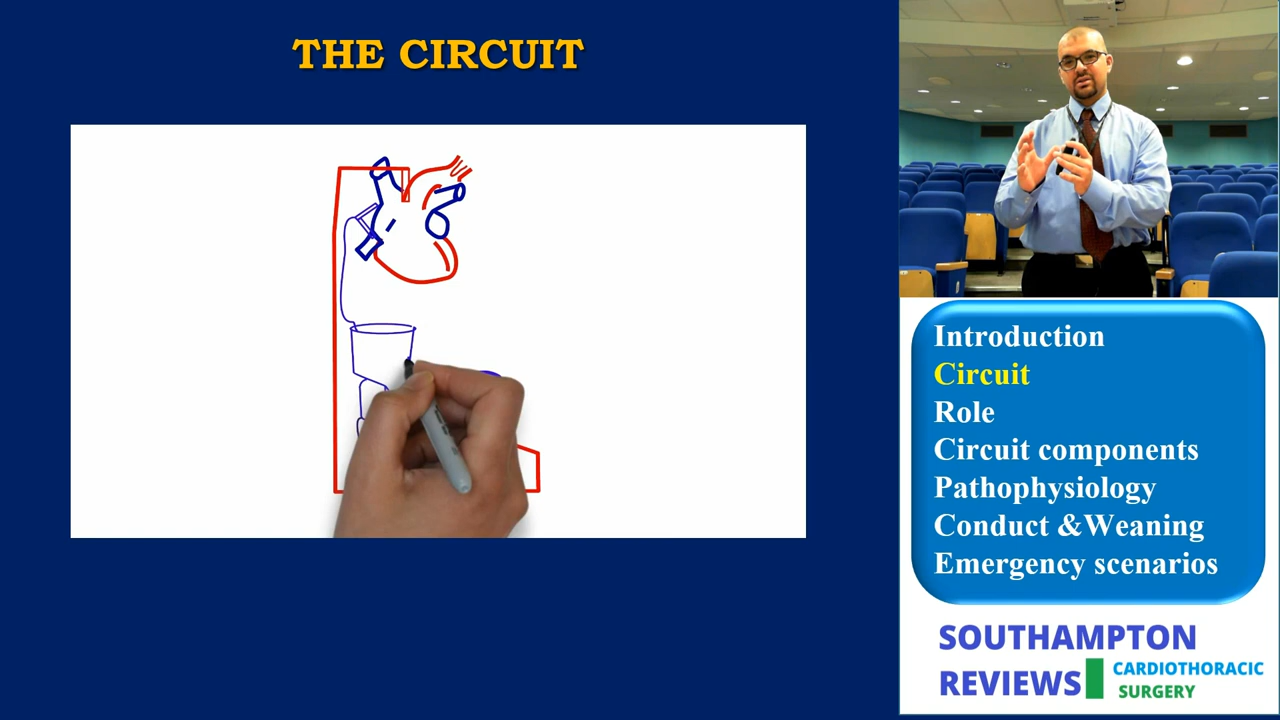 THE CIRCUIT
Introduction
Circuit
Role
Circuit components
Pathophysiology
Conduct &Weaning
Emergency scenarios
SOUTHAMPTON
REVIEWS
CARDIOTHORACIC
SURGERY